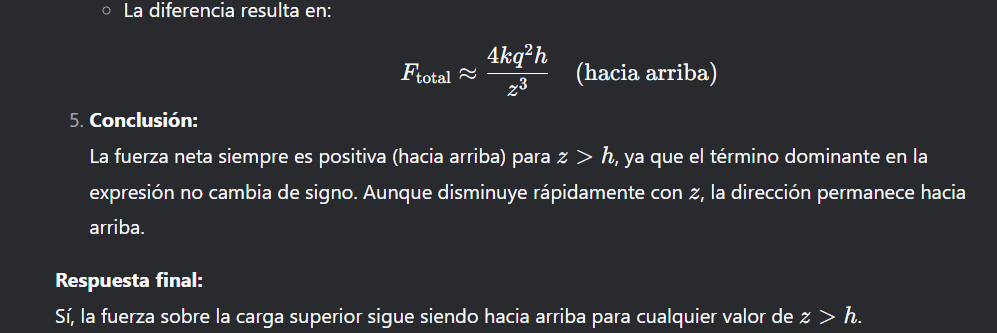 ○ La diferencia resulta en:
F_total ≈ 4kq²h / z³ (hacia arriba)
5. Conclusión:
La fuerza neta siempre es positiva (hacia arriba) para z > h, ya que el término dominante en la
expresión no cambia de signo. Aunque disminuye rápidamente con z, la dirección permanece hacia
arriba.
Respuesta final:
Sí, la fuerza sobre la carga superior sigue siendo hacia arriba para cualquier valor de z > h.